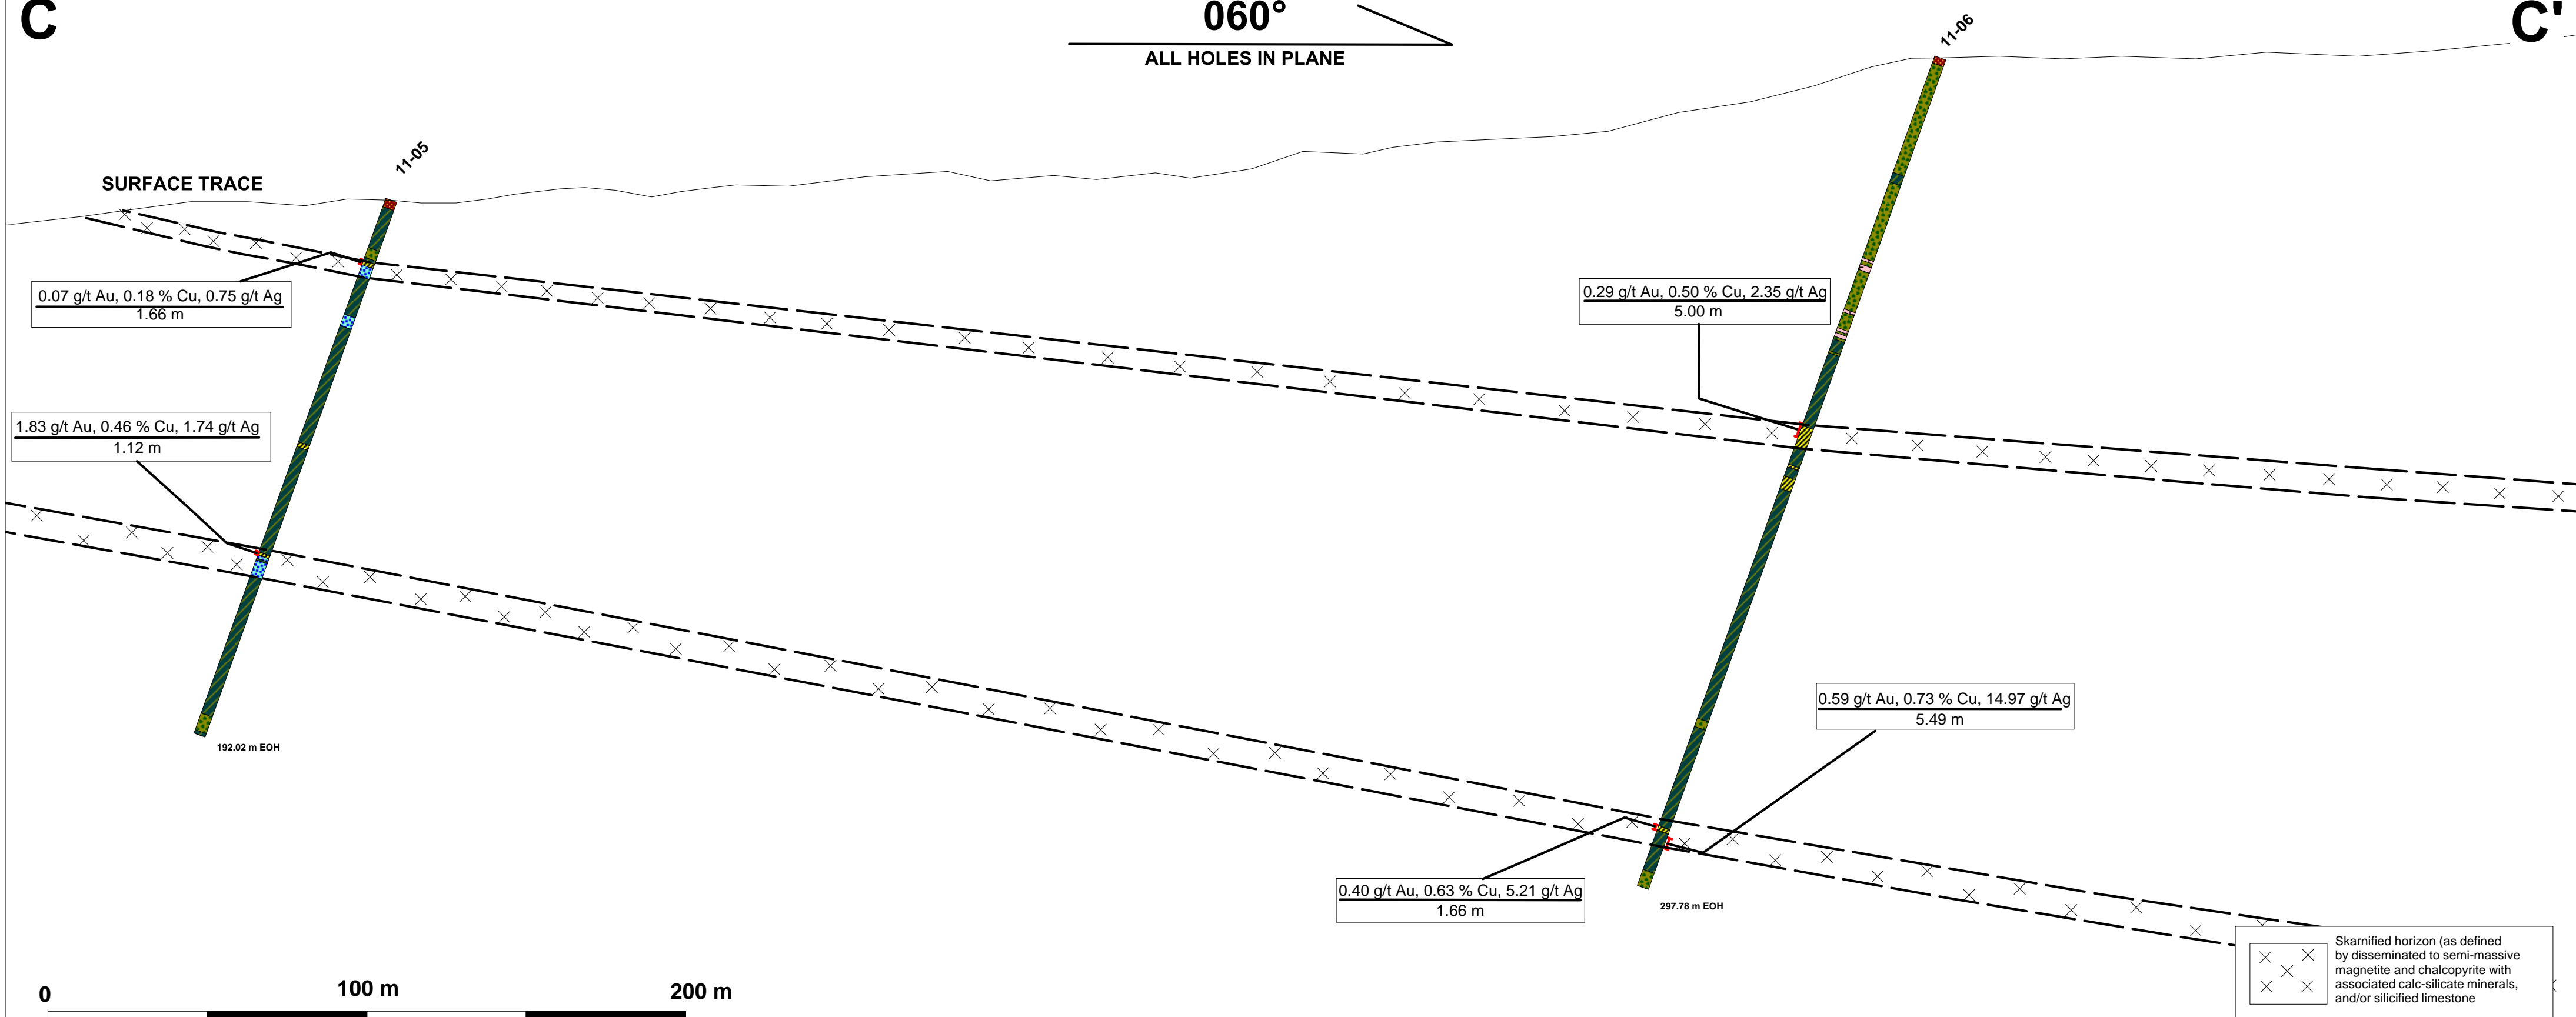 C
060°
C'
ALL HOLES IN PLANE
11-06
11-05
SURFACE TRACE
0.07 g/t Au, 0.18 % Cu, 0.75 g/t Ag
1.66 m
0.29 g/t Au, 0.50 % Cu, 2.35 g/t Ag
5.00 m
1.83 g/t Au, 0.46 % Cu, 1.74 g/t Ag
1.12 m
0.59 g/t Au, 0.73 % Cu, 14.97 g/t Ag
5.49 m
192.02 m EOH
0.40 g/t Au, 0.63 % Cu, 5.21 g/t Ag
1.66 m
297.78 m EOH
Skarnified horizon (as defined
by disseminated to semi-massive
magnetite and chalcopyrite with
associated calc-silicate minerals,
and/or silicified limestone
0
100 m
200 m